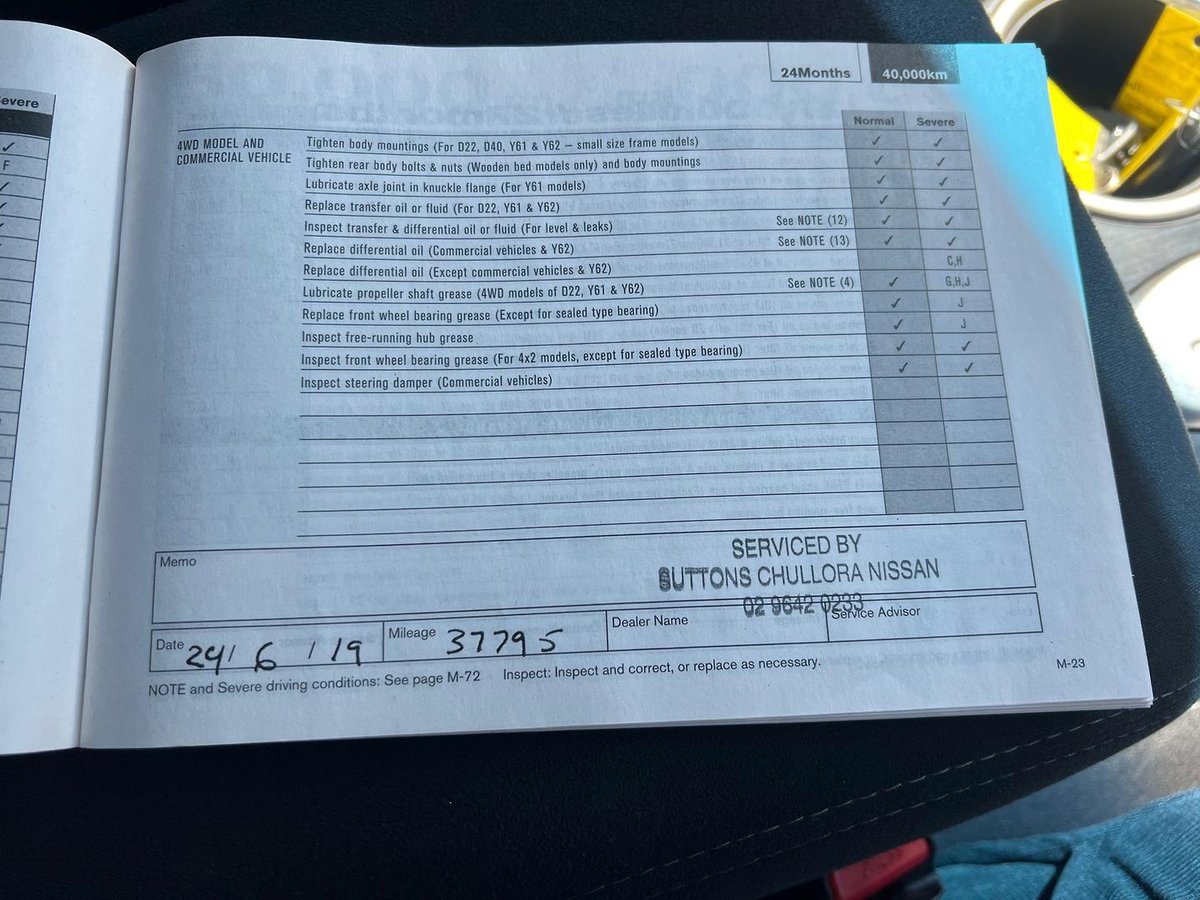 evere
✓
F
24Months 40,000km
Normal Severe
4WD MODEL AND
COMMERCIAL VEHICLE
Tighten body mountings (For D22, D40, Y61 & Y62 – small size frame models) ✓ ✓
Tighten rear body bolts & nuts (Wooden bed models only) and body mountings ✓ ✓
Lubricate axle joint in knuckle flange (For Y61 models) ✓ ✓
Replace transfer oil or fluid (For D22, Y61 & Y62) ✓ ✓
Inspect transfer & differential oil or fluid (For level & leaks) See NOTE (12) ✓ ✓
Replace differential oil (Commercial vehicles & Y62) See NOTE (13) ✓ ✓
Replace differential oil (Except commercial vehicles & Y62) C,H
Lubricate propeller shaft grease (4WD models of D22, Y61 & Y62) See NOTE (4) ✓ G,H,J
Replace front wheel bearing grease (Except for sealed type bearing) ✓ J
Inspect free-running hub grease ✓ J
Inspect front wheel bearing grease (For 4x2 models, except for sealed type bearing) ✓ ✓
Inspect steering damper (Commercial vehicles) ✓ ✓
Memo
SERVICED BY
SUTTONS CHULLORA NISSAN
02 9642 0233
Date 24/ 6 / 19 Mileage 37795 Dealer Name Service Advisor
NOTE and Severe driving conditions: See page M-72 Inspect: Inspect and correct, or replace as necessary. M-23